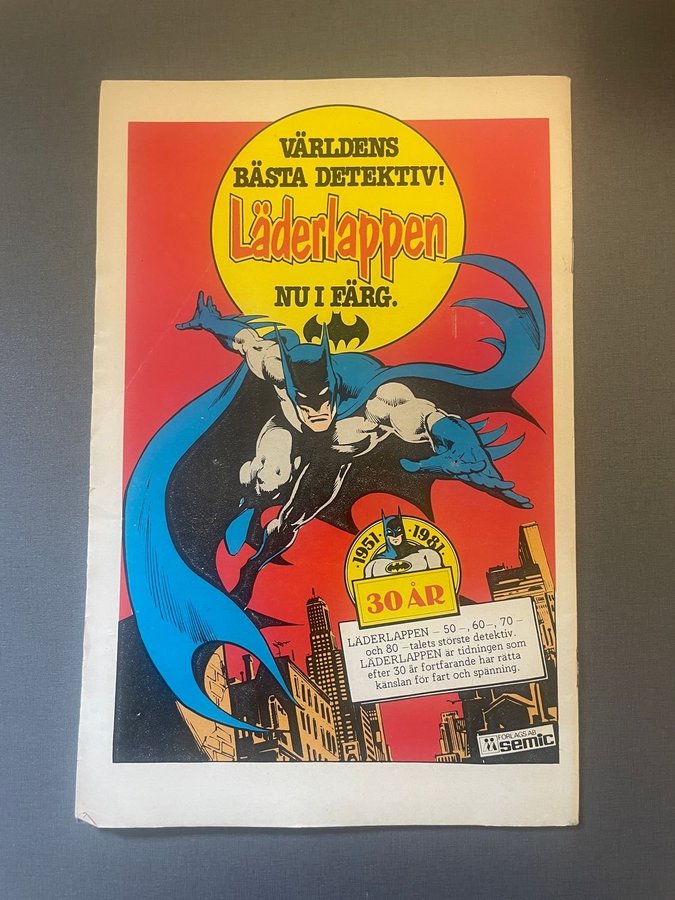 VÄRLDENS
BÄSTA DETEKTIV!
Läderlappen
NU I FÄRG.
·1951·1981·
30 ÅR
LÄDERLAPPEN – 50 –, 60 –, 70 –
och 80 –talets störste detektiv.
LÄDERLAPPEN är tidningen som
efter 30 år fortfarande har rätta
känslan för fart och spänning.
FÖRLAGS AB
semic